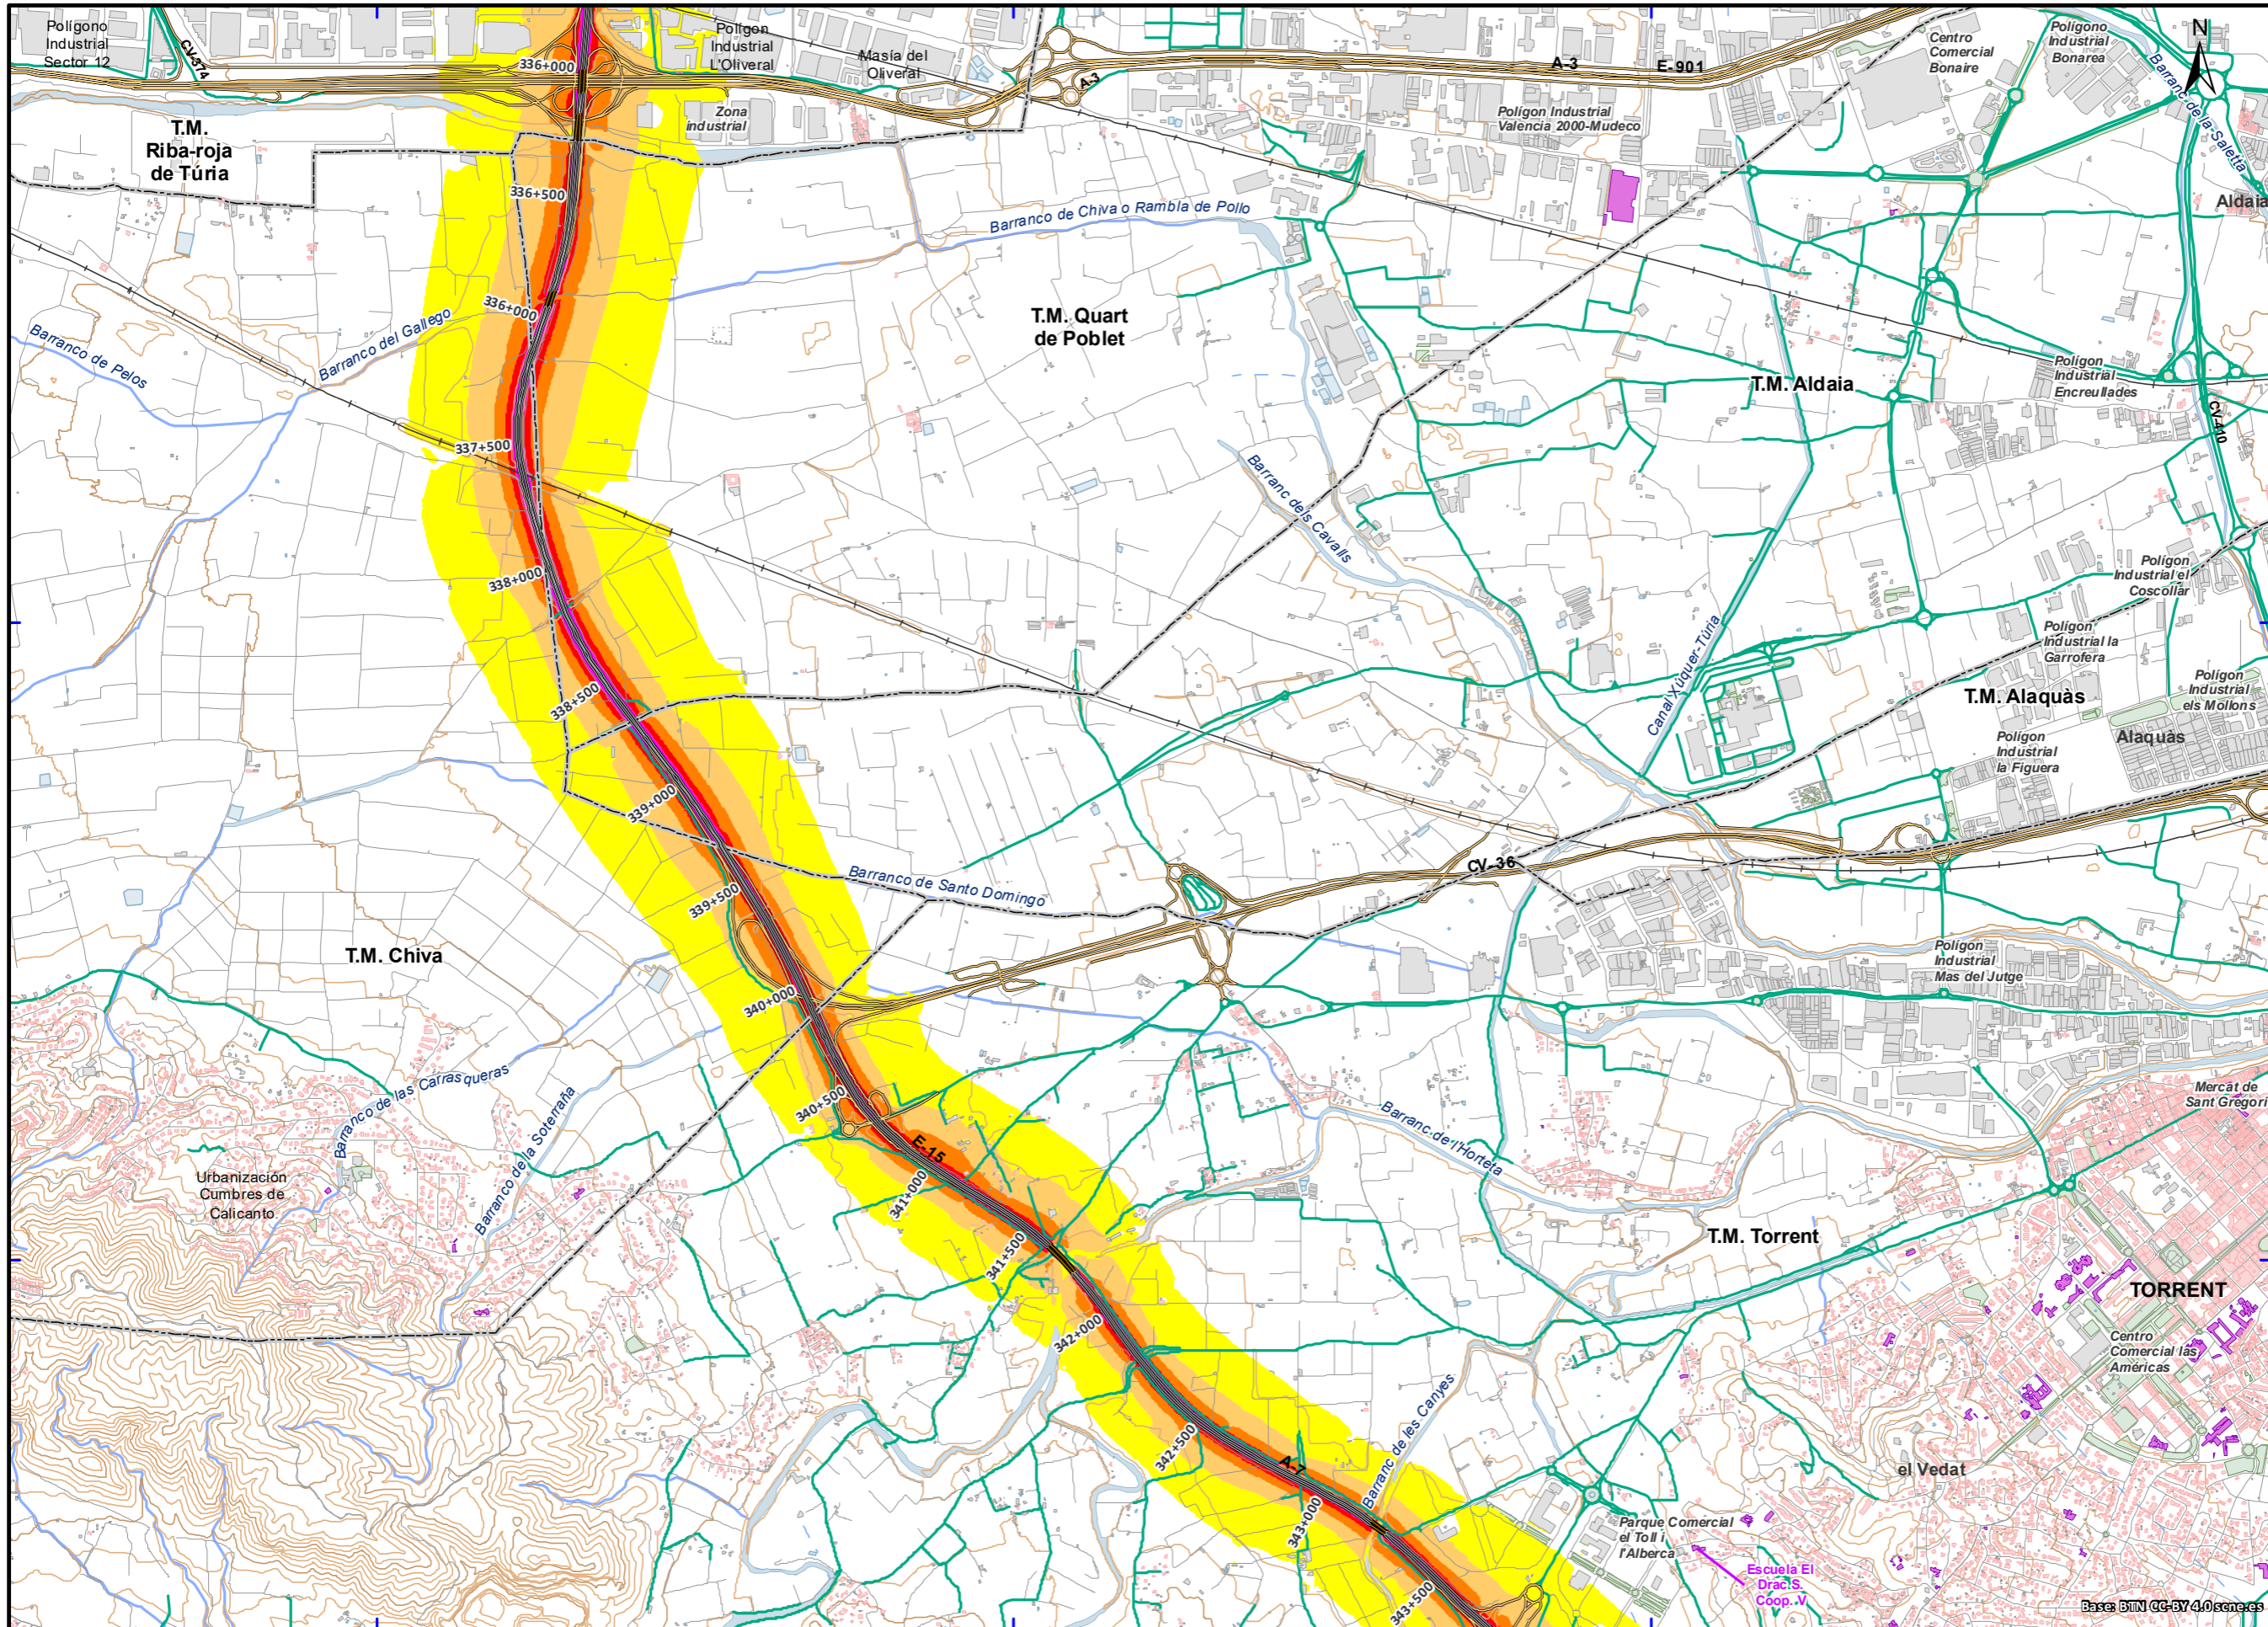 Polígono
Industrial
Sector 12
CV-374
336+000
Polígon
Industrial
L'Oliveral
Masía del
Oliveral
A-3
A-3
E-901
Centro
Comercial
Bonaire
Polígono
Industrial
Bonarea
N
Barranc de la Saletta
Zona
industrial
Polígon Industrial
Valencia 2000-Mudeco
T.M.
Riba-roja
de Túria
336+500
Aldaia
Barranco de Chiva o Rambla de Pollo
336+000
T.M. Quart
de Poblet
Barranco del Gallego
Barranco de Pelos
T.M. Aldaia
Polígon
Industrial
Encreullades
CV-410
337+500
Barranc dels Cavalls
338+000
Polígon
Industrial el
Coscollar
Polígon
Industrial la
Garrofera
Canal Xúquer-Túria
338+500
T.M. Alaquàs
Polígon
Industrial
els Mollons
Alaquàs
Polígon
Industrial
la Figuera
339+000
CV-36
Barranco de Santo Domingo
339+500
T.M. Chiva
Polígon
Industrial
Mas del Jutge
340+000
Barranco de las Carrasqueras
Barranco de la Soterraña
340+500
Mercat de
Sant Gregori
Barranc de l'Horteta
E-15
Urbanización
Cumbres de
Calicanto
341+000
T.M. Torrent
341+500
TORRENT
342+000
Centro
Comercial las
Américas
Barranc de les Canyes
342+500
A-7
el Vedat
343+000
Parque Comercial
el Toll i
l'Alberca
Escuela El
Drac.S.
Coop. V
343+500
Base: BTN CC-BY 4.0 scne.es